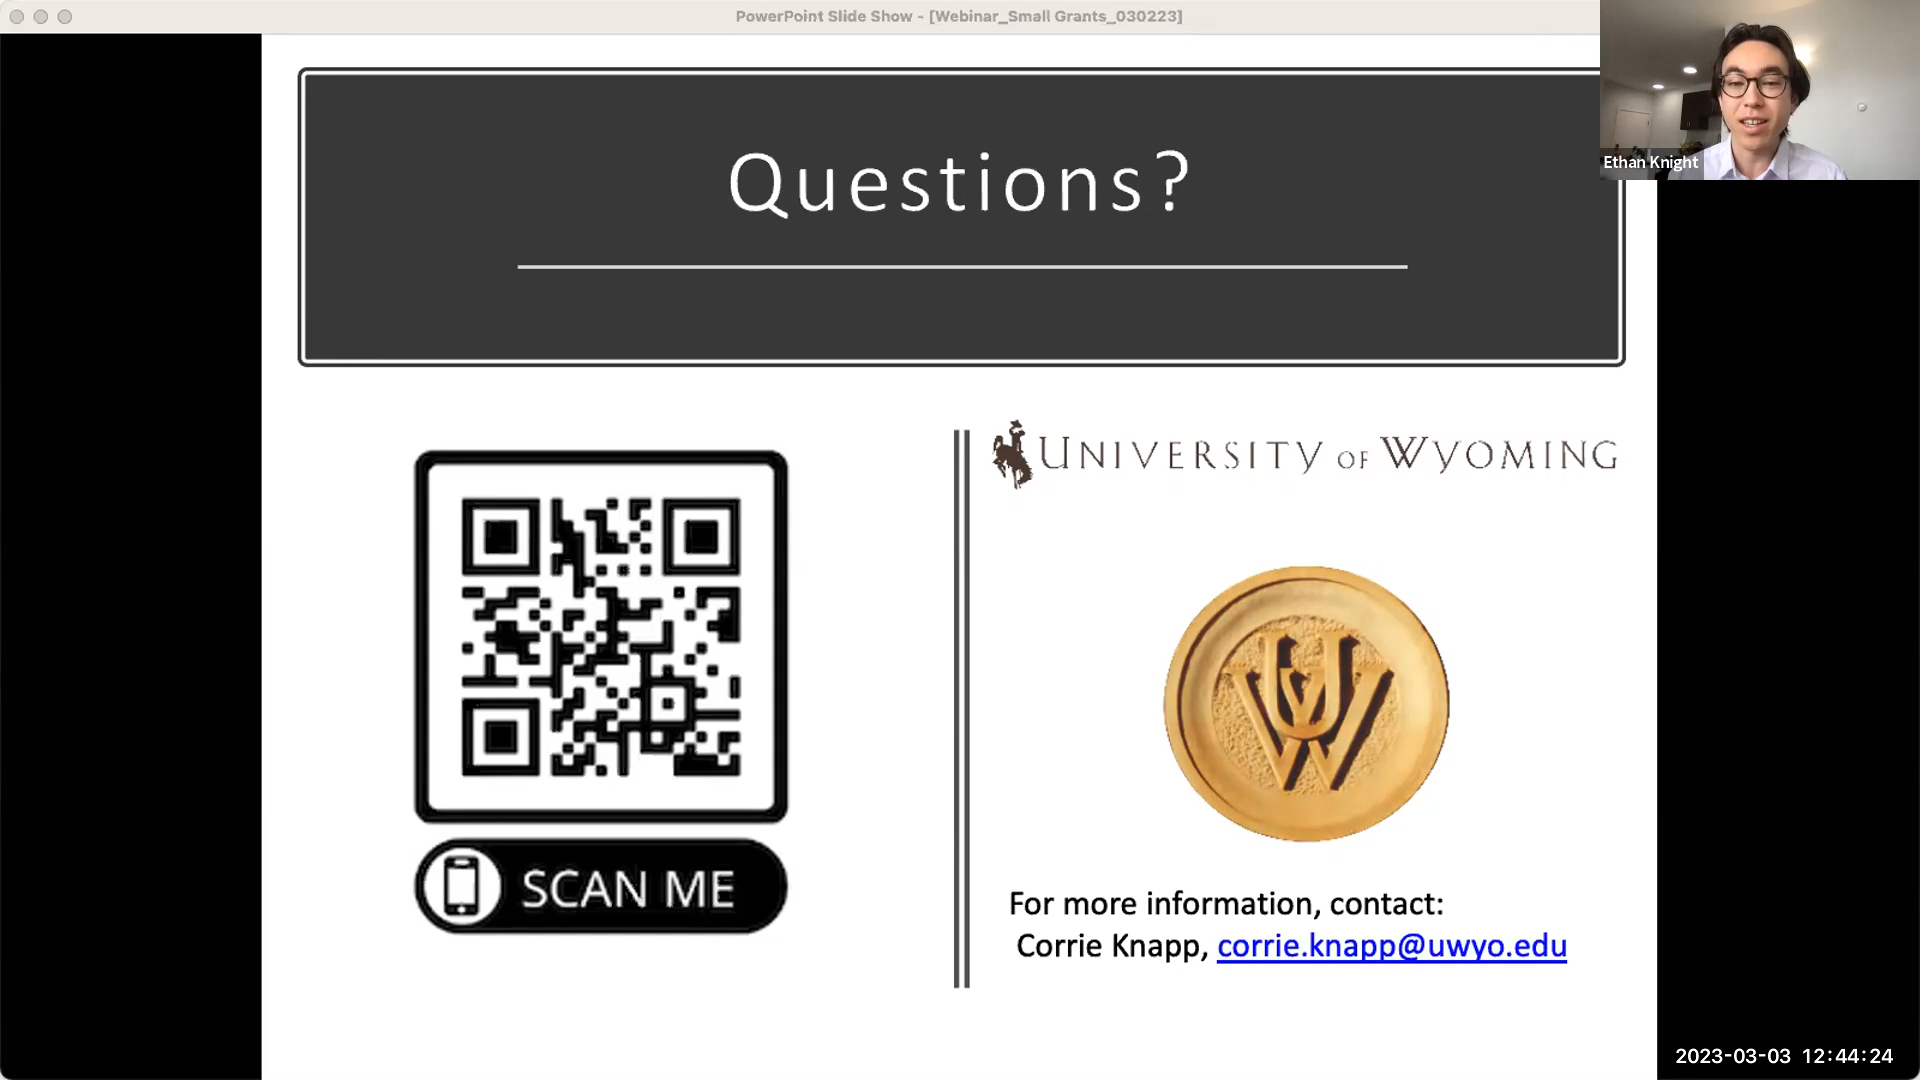 PowerPoint Slide Show - [Webinar_Small Grants_030223]
Ethan Knight
Questions?
UNIVERSITY OF WYOMING
UW
SCAN ME
For more information, contact:
Corrie Knapp, corrie.knapp@uwyo.edu
2023-03-03 12:44:24